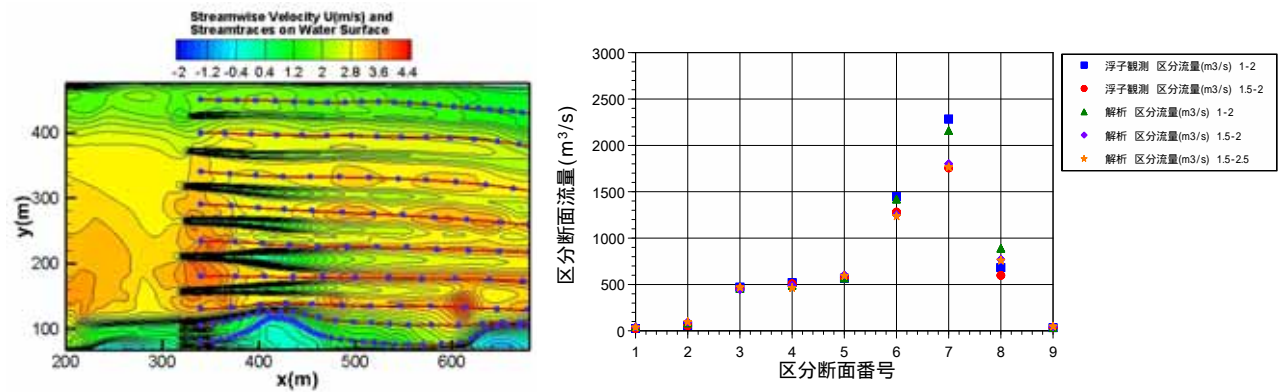 Streamwise Velocity U(m/s) and
Streamtraces on Water Surface
-2 -1.2 -0.4 0.4 1.2 2 2.8 3.6 4.4
y(m)
400
300
200
100
200 300 400 500 600
x(m)
区分断面流量(m³/s)
3000
2500
2000
1500
1000
500
0
1 2 3 4 5 6 7 8 9
区分断面番号
浮子観測 区分流量(m3/s) 1-2
浮子観測 区分流量(m3/s) 1.5-2
解析 区分流量(m3/s) 1-2
解析 区分流量(m3/s) 1.5-2
解析 区分流量(m3/s) 1.5-2.5